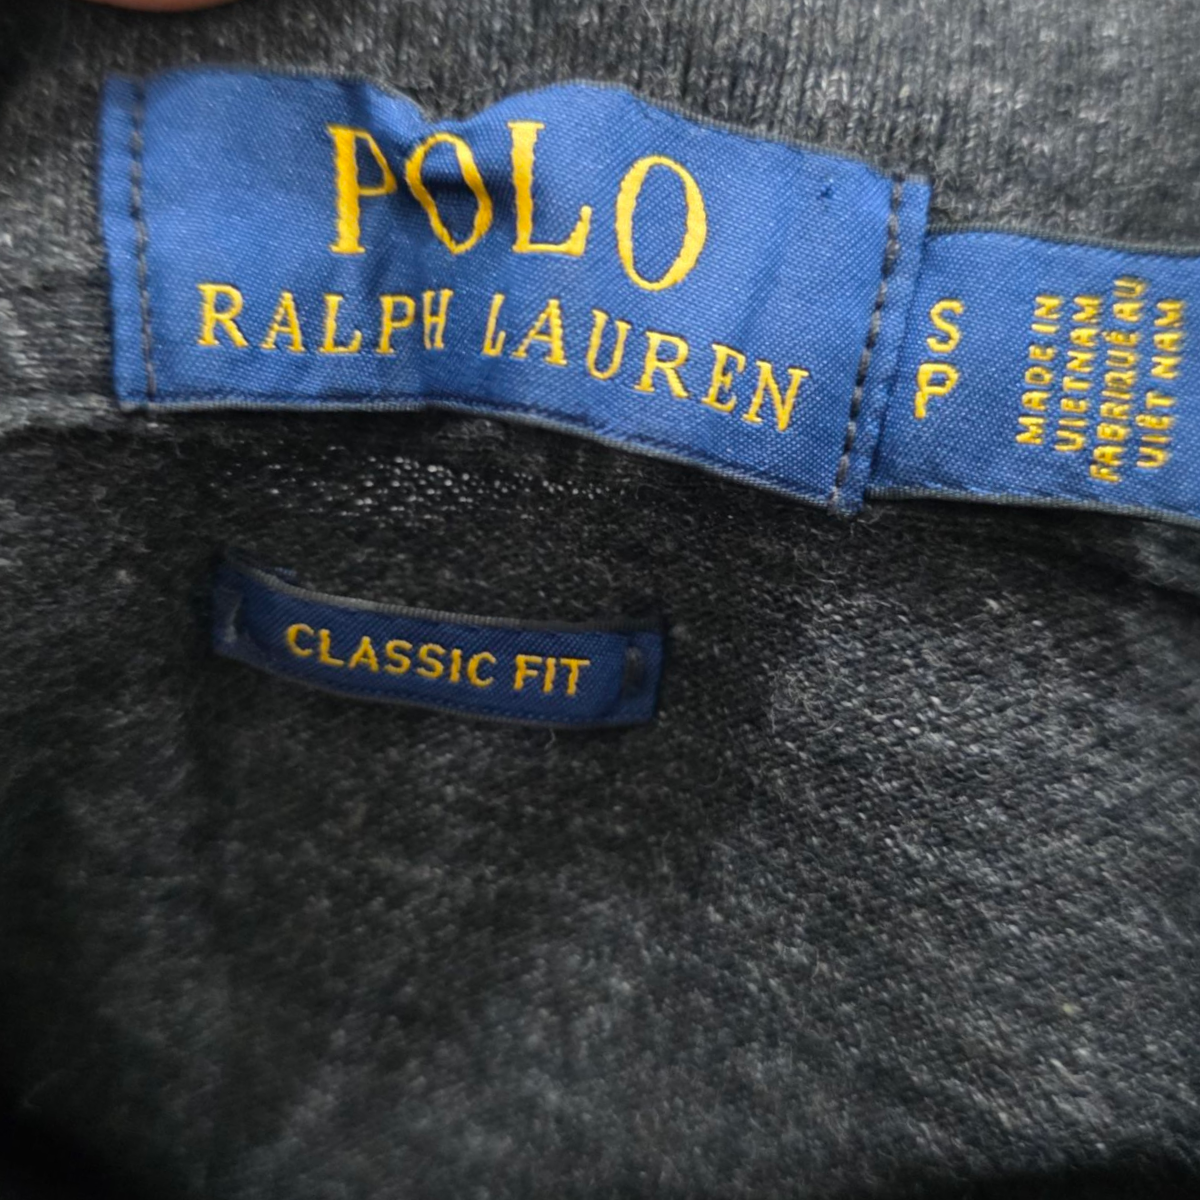 POLO
RALPH LAUREN
S
P
MADE IN
VIETNAM
FABRIQUÉ AU
VIÊT NAM
CLASSIC FIT